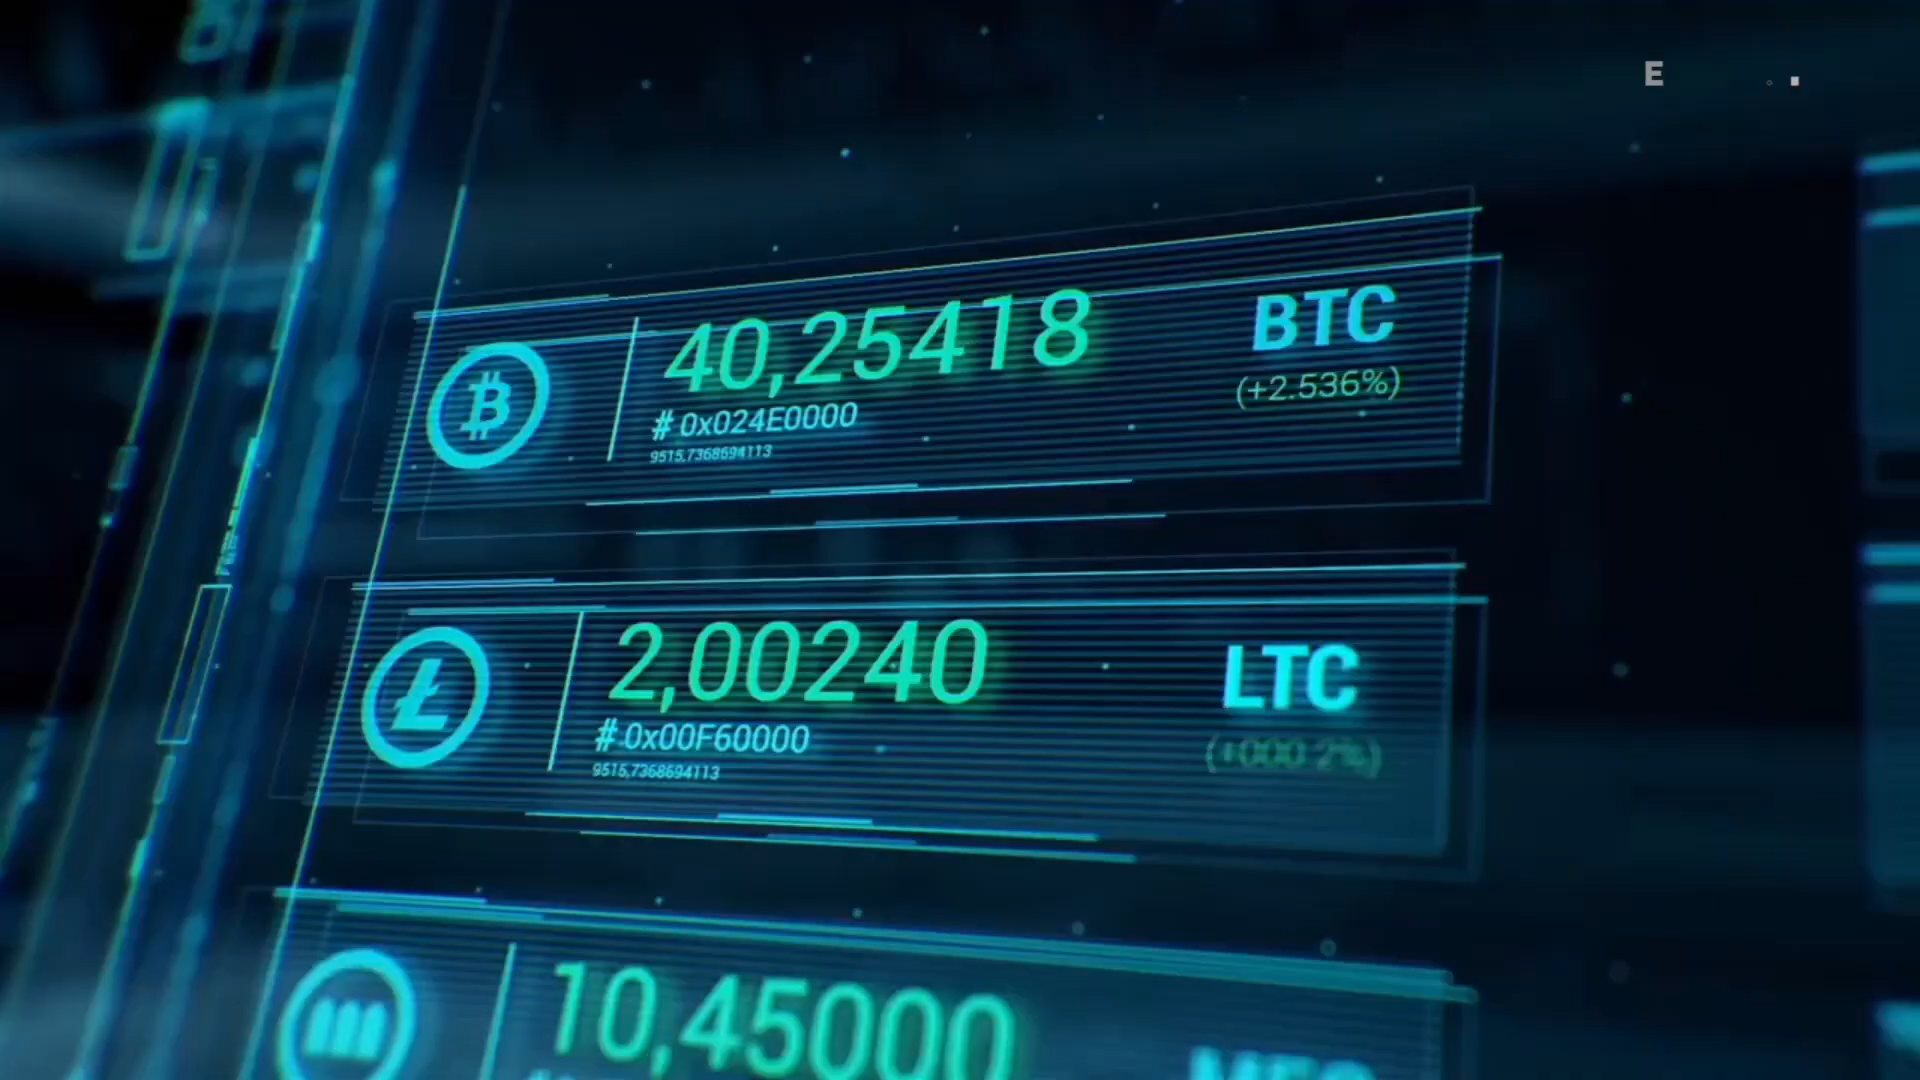 E .
40,25418
BTC
# 0x024E0000
(+2.536%)
9515,7368694113
2,00240
LTC
# 0x00F60000
9515,7368694113
10,45000